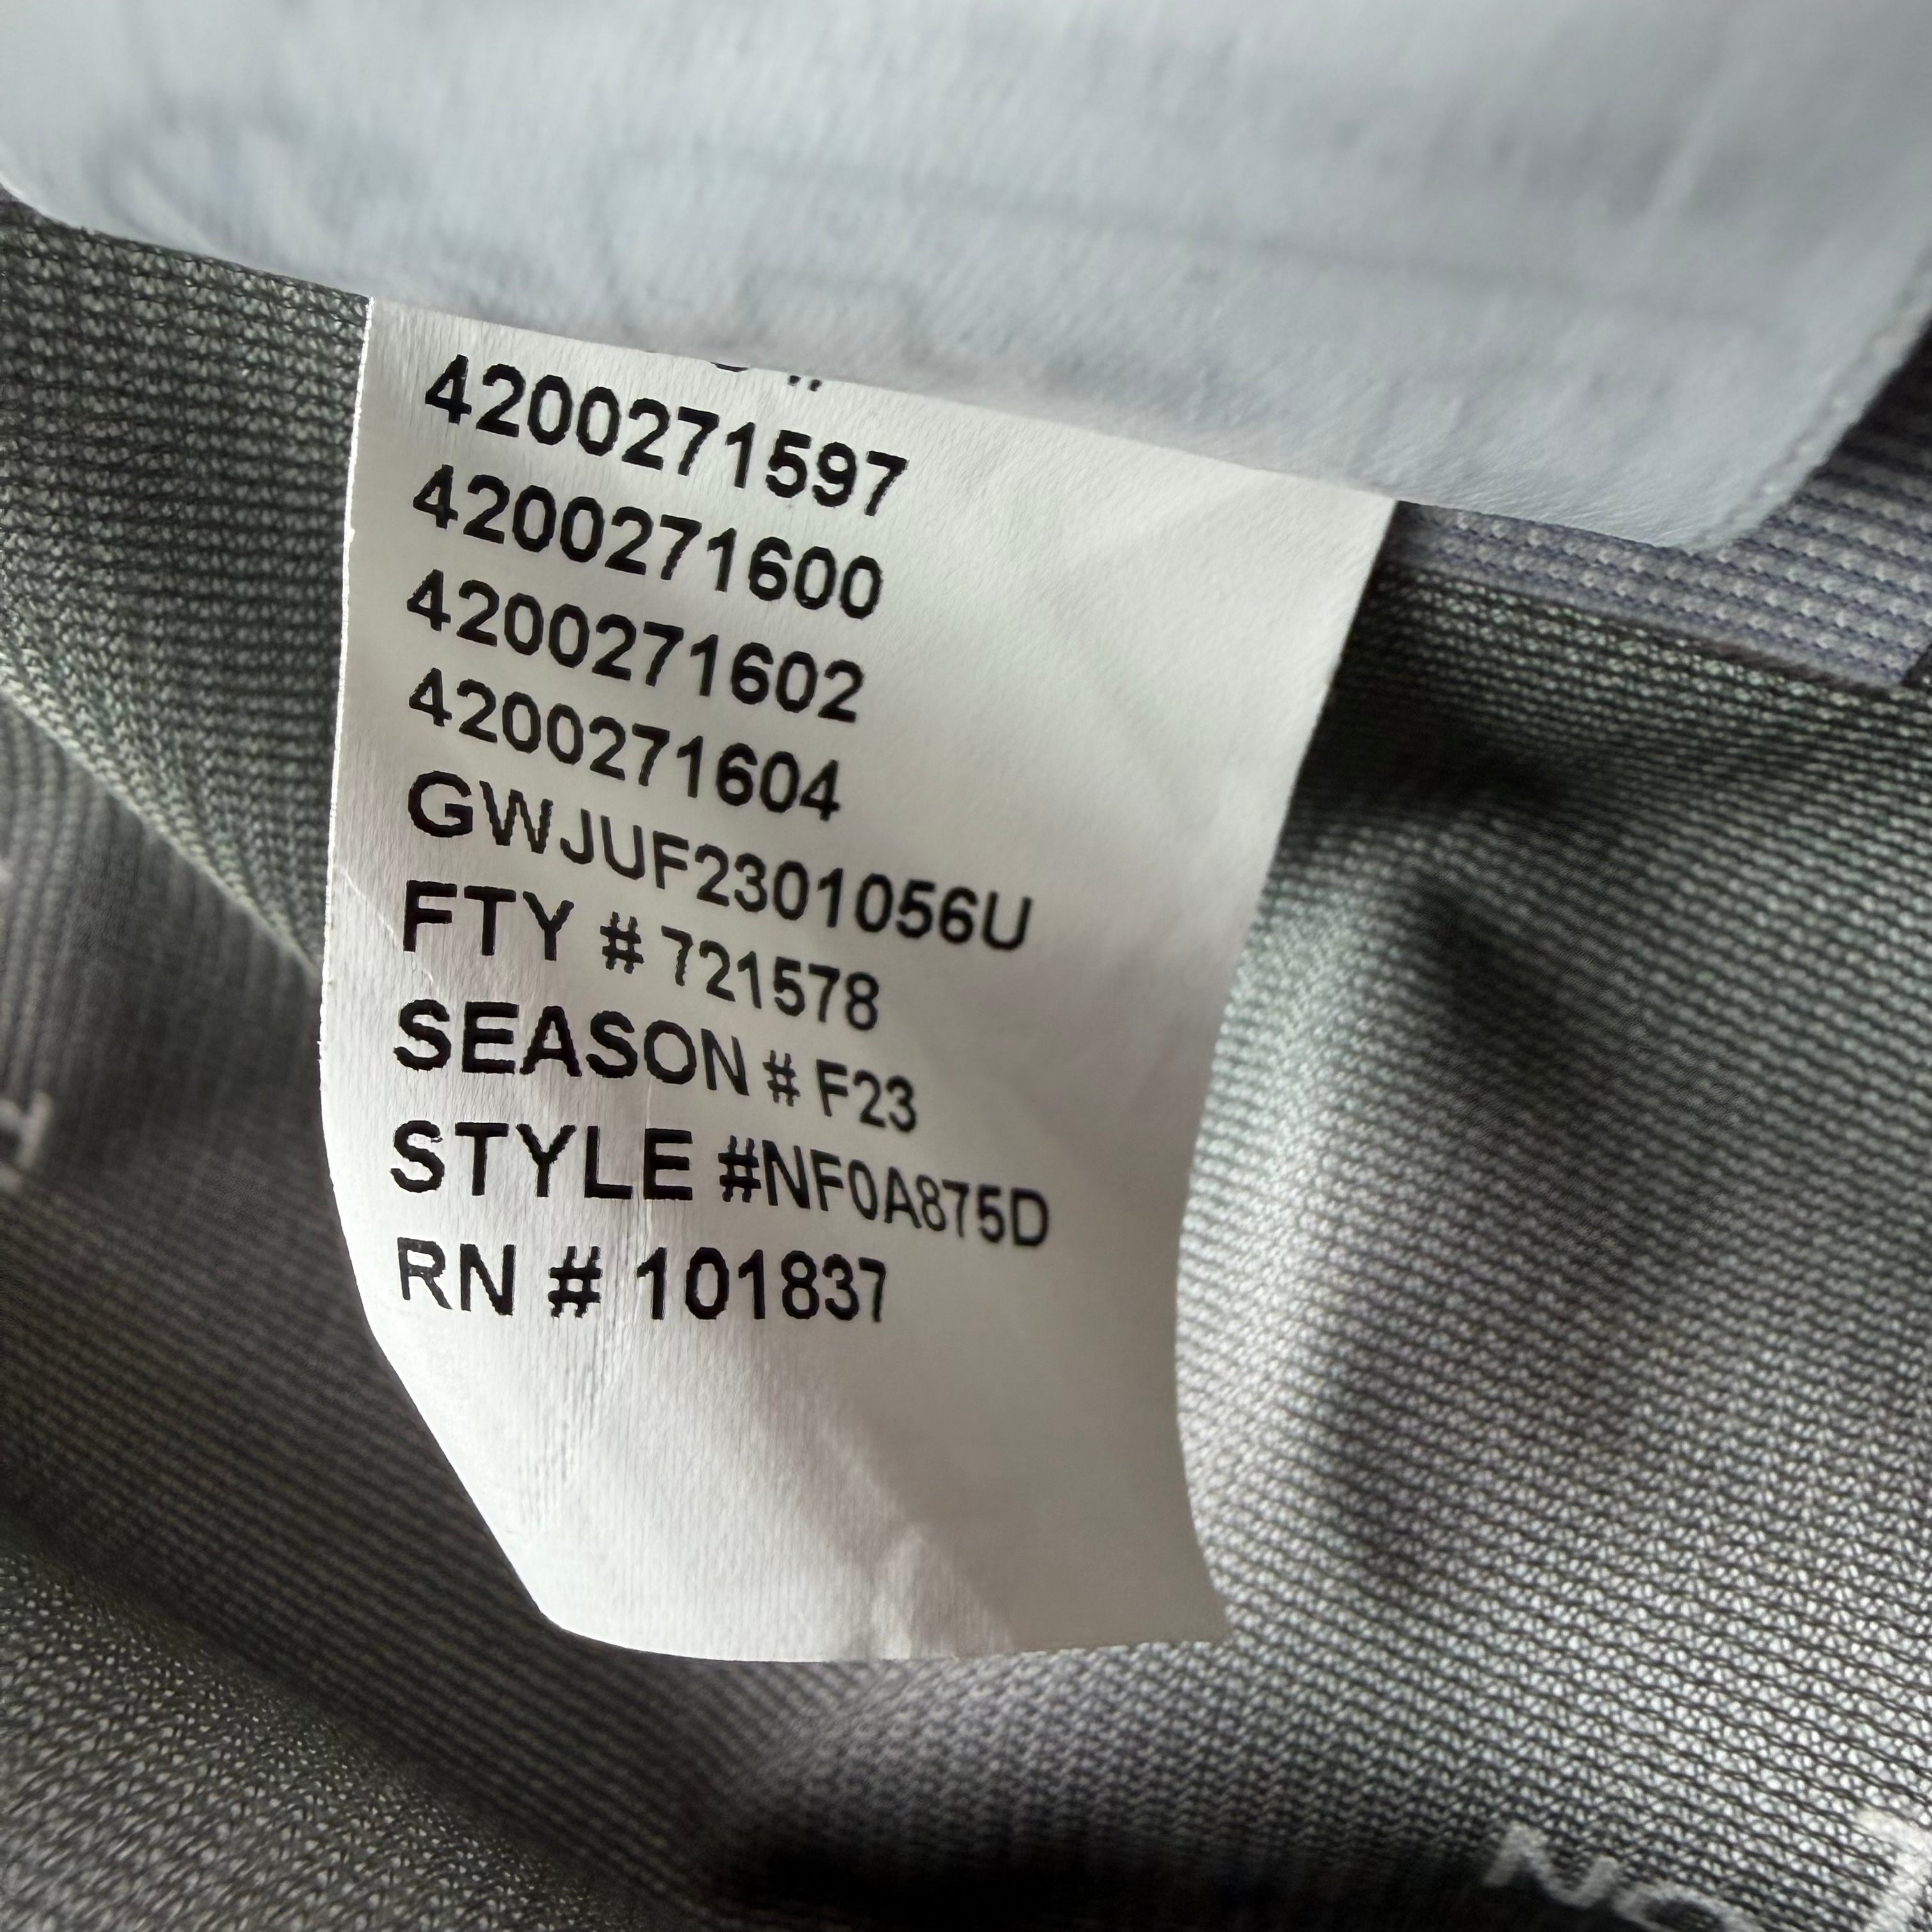 4200271597
4200271600
4200271602
4200271604
GWJUF2301056U
FTY # 721578
SEASON # F23
STYLE #NF0A875D
RN # 101837